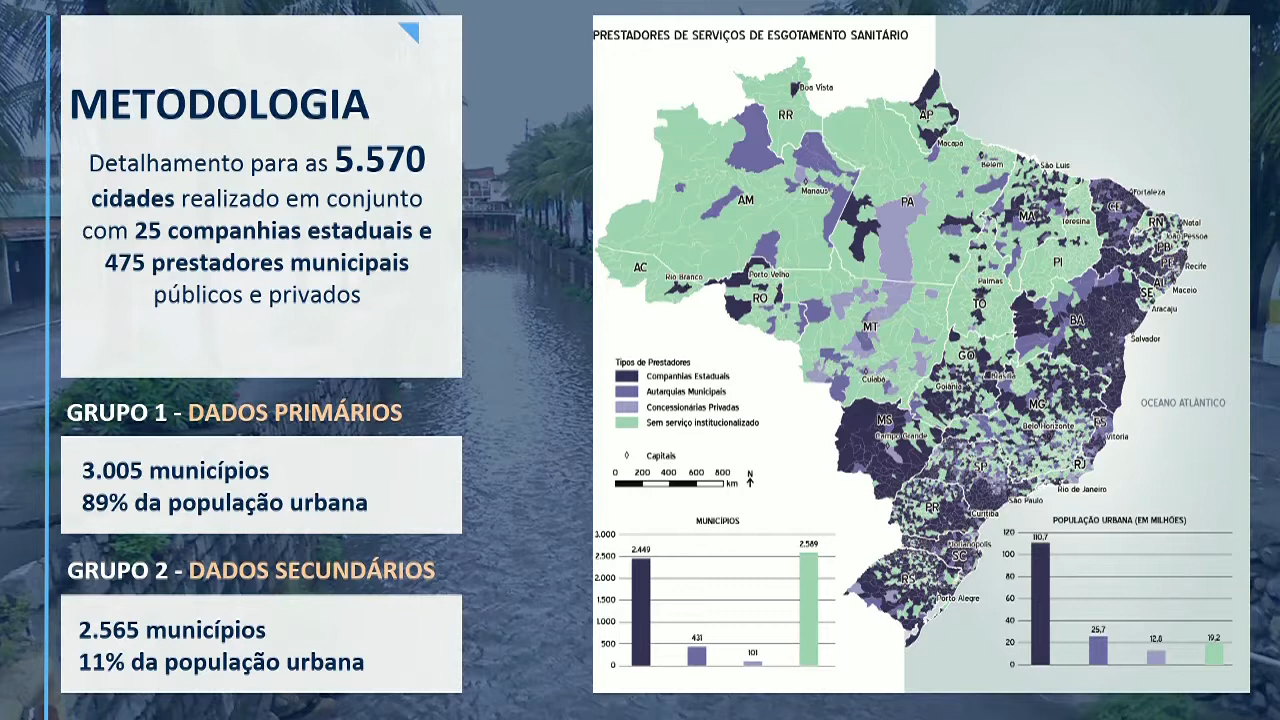 METODOLOGIA
Detalhamento para as 5.570
cidades realizado em conjunto
com 25 companhias estaduais e
475 prestadores municipais
públicos e privados
GRUPO 1 - DADOS PRIMÁRIOS
3.005 municípios
89% da população urbana
GRUPO 2 - DADOS SECUNDÁRIOS
2.565 municípios
11% da população urbana
PRESTADORES DE SERVIÇOS DE ESGOTAMENTO SANITÁRIO
Boa Vista
RR
AP
Macapá
Belém
São Luis
Fortaleza
Manaus
AM
PA
MA
CE
Teresina
RN
Natal
João Pessoa
PB
PI
PE
Recife
AC
Rio Branco
Porto Velho
RO
Palmas
TO
AL
Maceio
SE
Aracaju
BA
MT
Salvador
GO
Cuiabá
Goiânia
Brasília
MG
OCEANO ATLÂNTICO
MS
Campo Grande
Belo Horizonte
ES
Vitoria
SP
RJ
Rio de Janeiro
São Paulo
PR
Curitiba
Florianópolis
SC
RS
Porto Alegre
Tipos de Prestadores
Companhias Estaduais
Autarquias Municipais
Concessionárias Privadas
Sem serviço institucionalizado
Capitais
0 200 400 600 800 km
N
MUNICÍPIOS
3.000
2.500
2.000
1.500
1.000
500
0
2.449
431
101
2.589
POPULAÇÃO URBANA (EM MILHÕES)
120
100
80
60
40
20
0
110,7
25,7
12,8
19,2